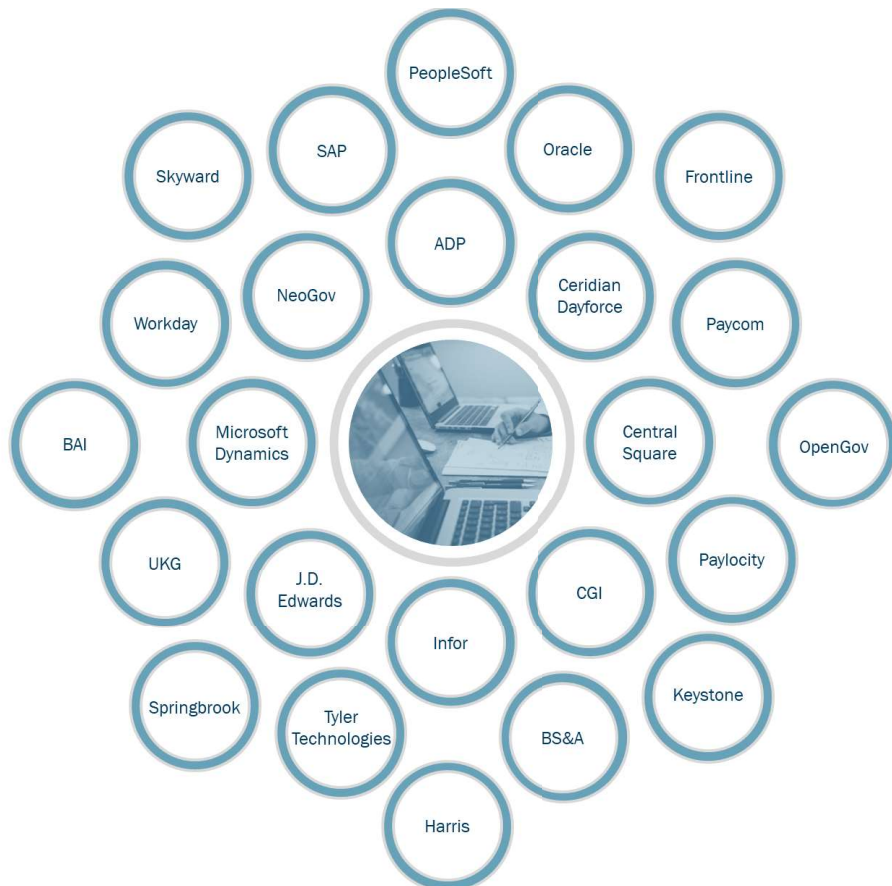 PeopleSoft
SAP
Oracle
Skyward
Frontline
ADP
NeoGov
Ceridian
Dayforce
Workday
Paycom
BAI
Microsoft
Dynamics
Central
Square
OpenGov
UKG
J.D.
Edwards
CGI
Paylocity
Infor
Springbrook
Tyler
Technologies
BS&A
Keystone
Harris